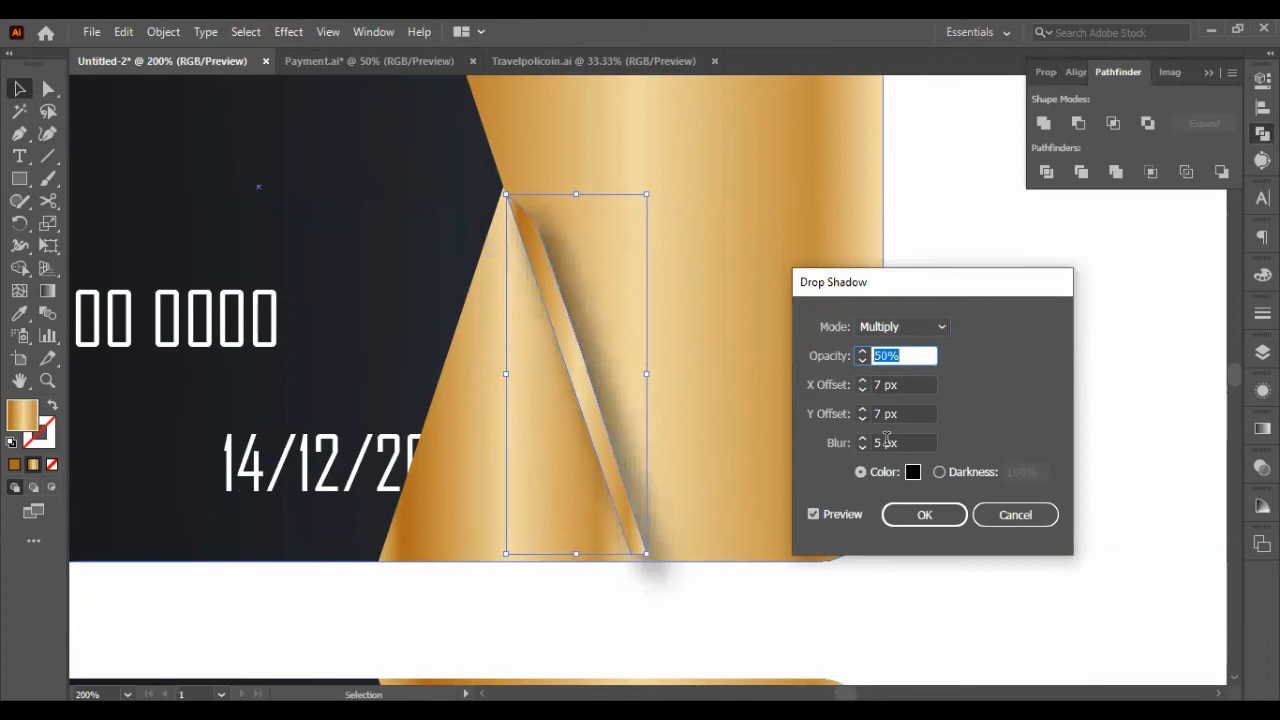 Ai File Edit Object Type Select Effect View Window Help Essentials Search Adobe Stock
Untitled-2* @ 200% (RGB/Preview) × Payment.ai* @ 50% (RGB/Preview) × Travelpolicoin.ai @ 33.33% (RGB/Preview) ×
Prop Aligr Pathfinder Imag
Shape Modes:
Expand
Pathfinders:
Drop Shadow
Mode: Multiply
Opacity: 50%
X Offset: 7 px
Y Offset: 7 px
Blur: 5 px
Color: Darkness: 100%
Preview OK Cancel
00 0000
14/12/20
200% 1 Selection